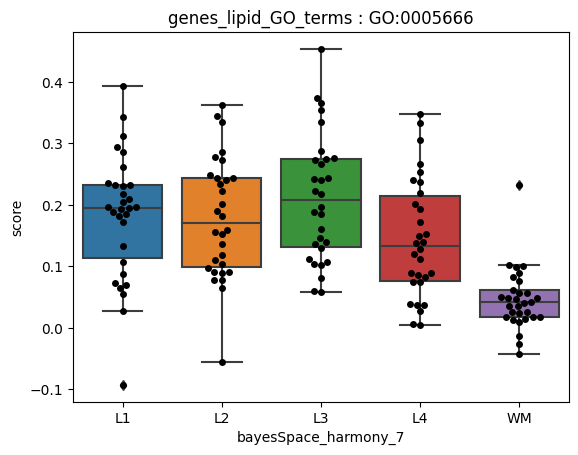 genes_lipid_GO_terms : GO:0005666
score
0.4
0.3
0.2
0.1
0.0
−0.1
L1 L2 L3 L4 WM
bayesSpace_harmony_7